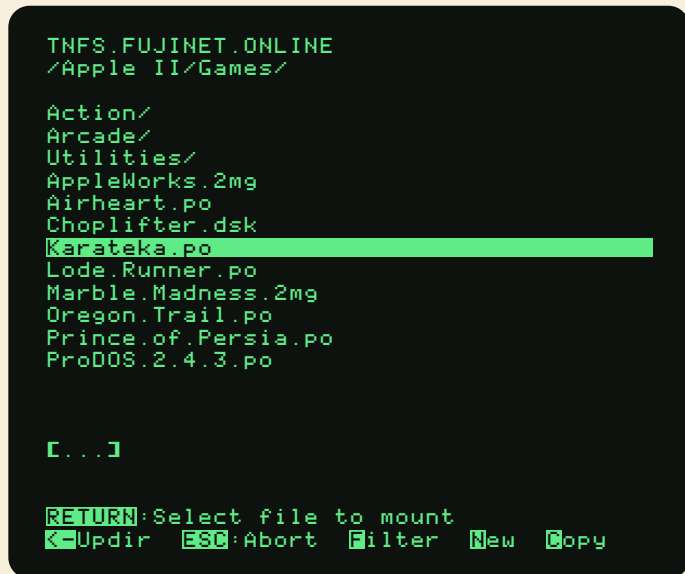 TNFS.FUJINET.ONLINE
/Apple II/Games/
Action/
Arcade/
Utilities/
AppleWorks.2mg
Airheart.po
Choplifter.dsk
Karateka.po
Lode.Runner.po
Marble.Madness.2mg
Oregon.Trail.po
Prince.of.Persia.po
ProDOS.2.4.3.po
[...]
RETURN:Select file to mount
<-Updir ESC:Abort Filter New Copy